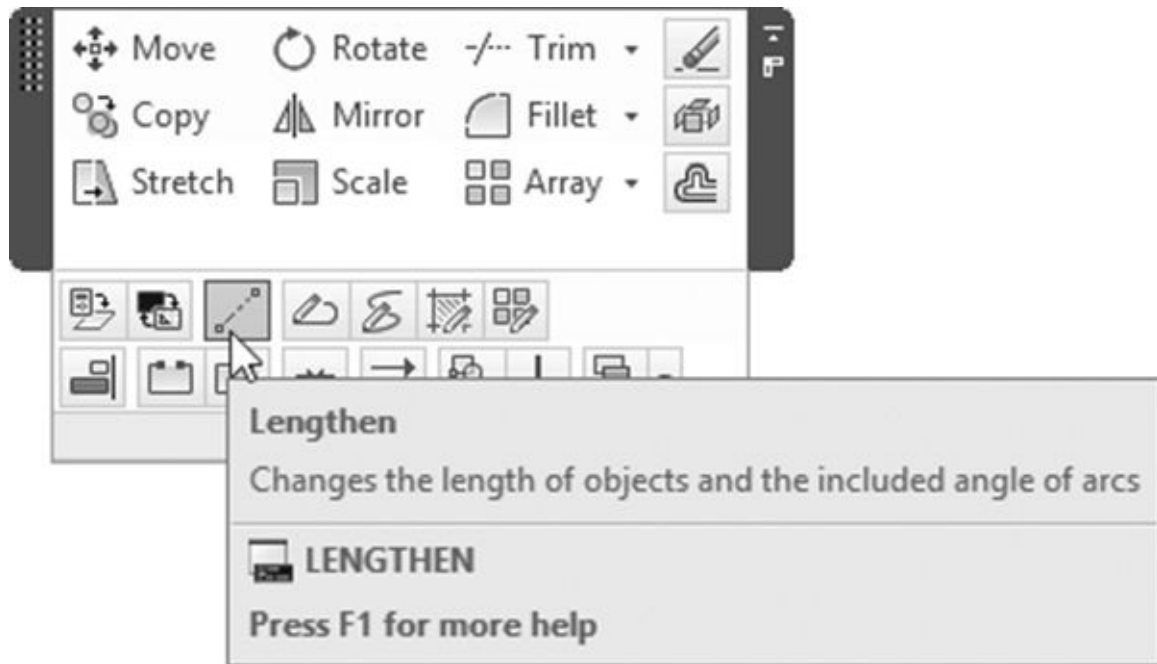 Move Rotate Trim
Copy Mirror Fillet
Stretch Scale Array
Lengthen
Changes the length of objects and the included angle of arcs
LENGTHEN
Press F1 for more help